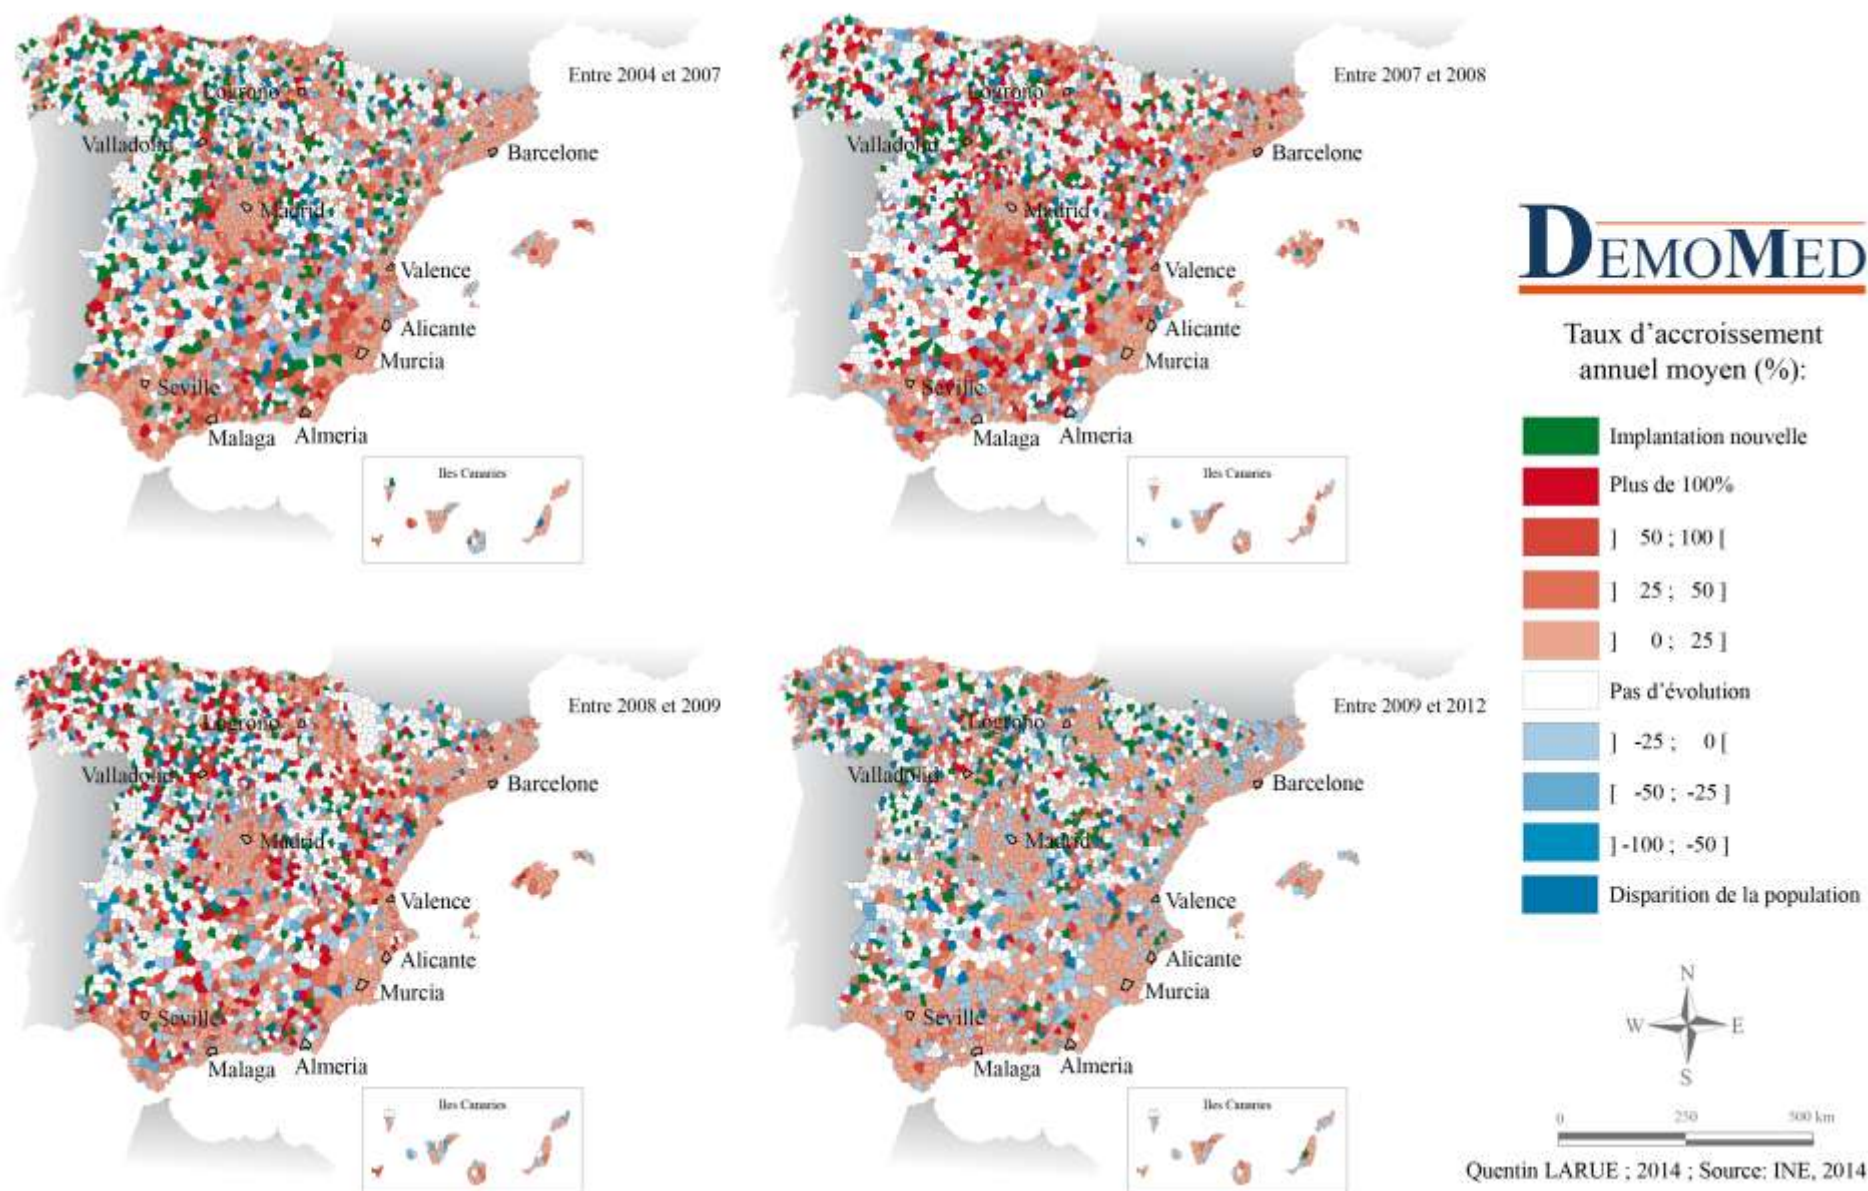 Entre 2004 et 2007
Logrono
Valladolid
Barcelone
Madrid
Valence
Alicante
Murcia
Seville
Malaga
Almeria
Iles Canaries
Entre 2007 et 2008
Logrono
Valladolid
Barcelone
Madrid
Valence
Alicante
Murcia
Seville
Malaga
Almeria
Iles Canaries
Entre 2008 et 2009
Logrono
Valladolid
Barcelone
Madrid
Valence
Alicante
Murcia
Seville
Malaga
Almeria
Iles Canaries
Entre 2009 et 2012
Logrono
Valladolid
Barcelone
Madrid
Valence
Alicante
Murcia
Seville
Malaga
Almeria
Iles Canaries
DEMOMED
Taux d'accroissement
annuel moyen (%):
Implantation nouvelle
Plus de 100%
] 50 ; 100 [
] 25 ; 50 ]
] 0 ; 25 ]
Pas d'évolution
] -25 ; 0 [
[ -50 ; -25 ]
] -100 ; -50 ]
Disparition de la population
N
W E
S
0 250 500 km
Quentin LARUE ; 2014 ; Source: INE, 2014